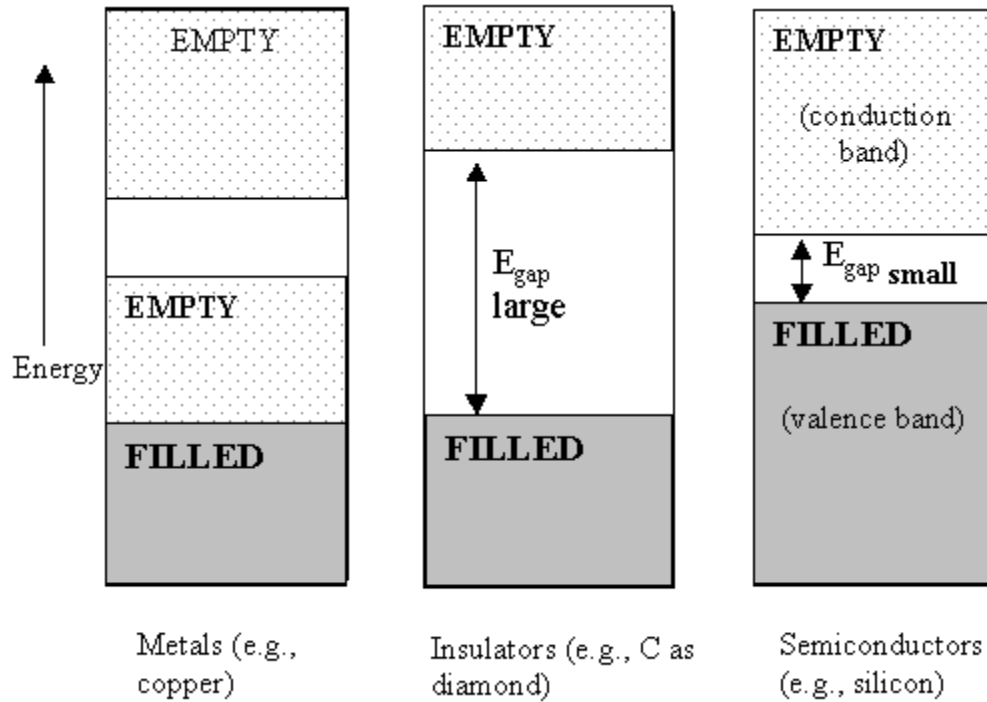 EMPTY
EMPTY
FILLED
Energy
Metals (e.g.,
copper)
EMPTY
E gap
large
FILLED
Insulators (e.g., C as
diamond)
EMPTY
(conduction
band)
E gap small
FILLED
(valence band)
Semiconductors
(e.g., silicon)